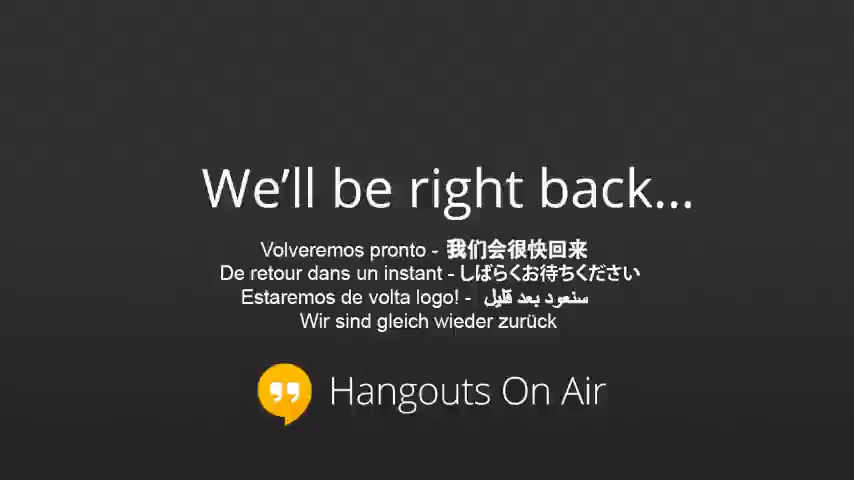 We'll be right back...
Volveremos pronto - 我们会很快回来
De retour dans un instant - しばらくお待ちください
Estaremos de volta logo! - سنعود بعد قليل
Wir sind gleich wieder zurück
Hangouts On Air